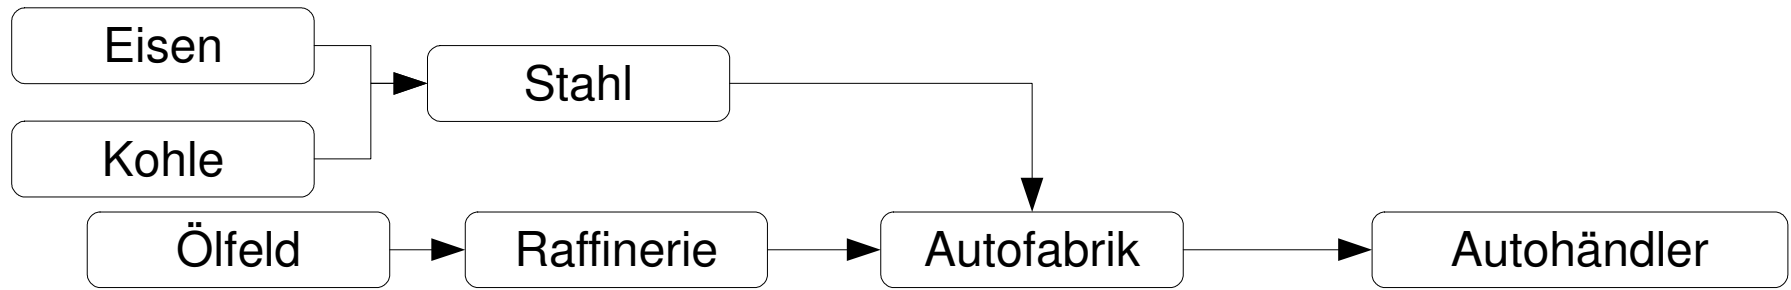 Eisen
Stahl
Kohle
Ölfeld
Raffinerie
Autofabrik
Autohändler